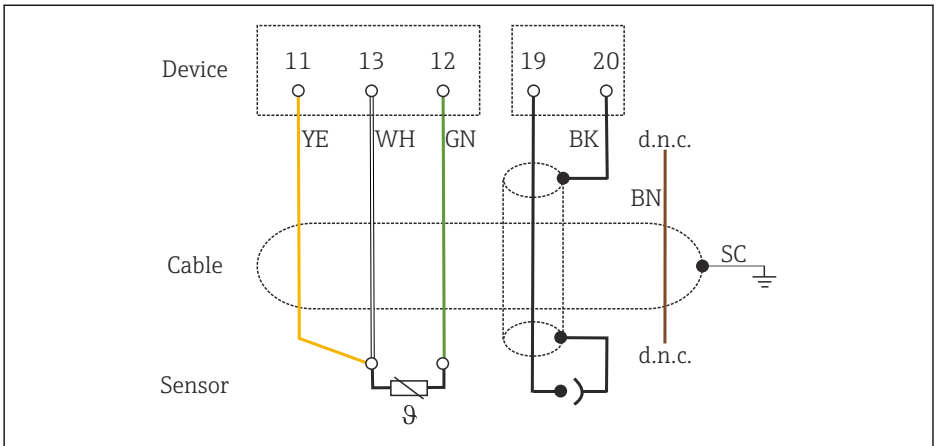 Device 11 13 12 19 20
YE WH GN BK d.n.c.
BN
Cable SC
d.n.c.
Sensor
ϑ